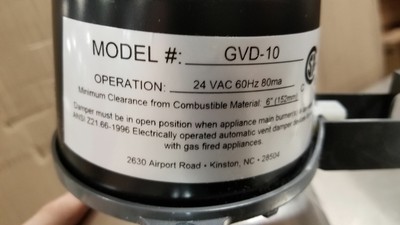 MODEL #: GVD-10
OPERATION: 24 VAC 60Hz 80ma
Minimum Clearance from Combustible Material: 6" (152mm)
Damper must be in open position when appliance main burner(s)
ANSI Z21.66-1996 Electrically operated automatic vent damper
with gas fired appliances.
2630 Airport Road • Kinston, NC • 28504